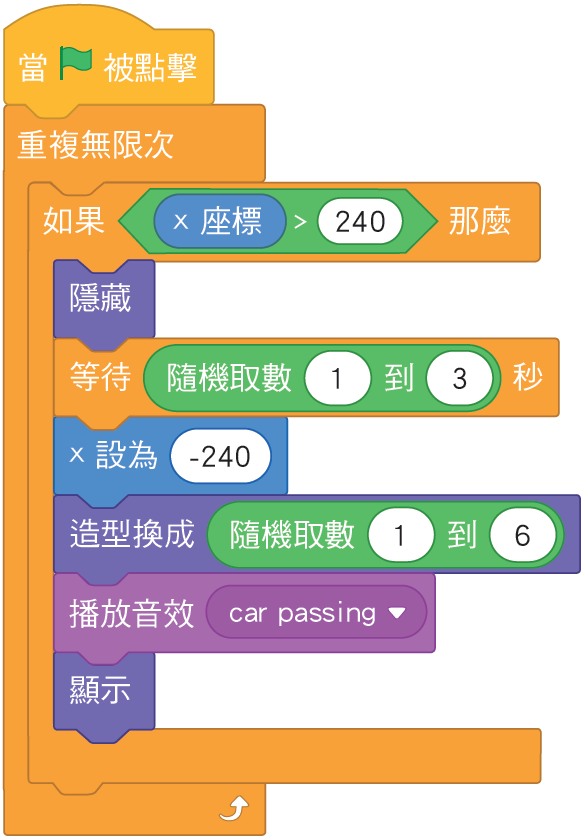 當 被點擊
重複無限次
如果 x 座標 > 240 那麼
隱藏
等待 隨機取數 1 到 3 秒
x 設為 -240
造型換成 隨機取數 1 到 6
播放音效 car passing
顯示